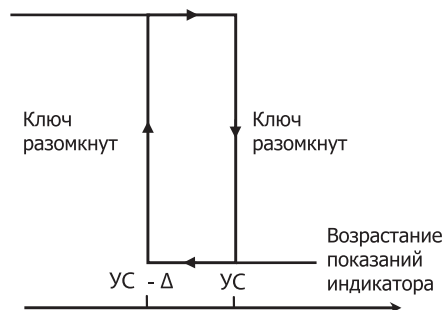 Ключ
разомкнут
Ключ
разомкнут
Возрастание
показаний
индикатора
УС - Δ
УС